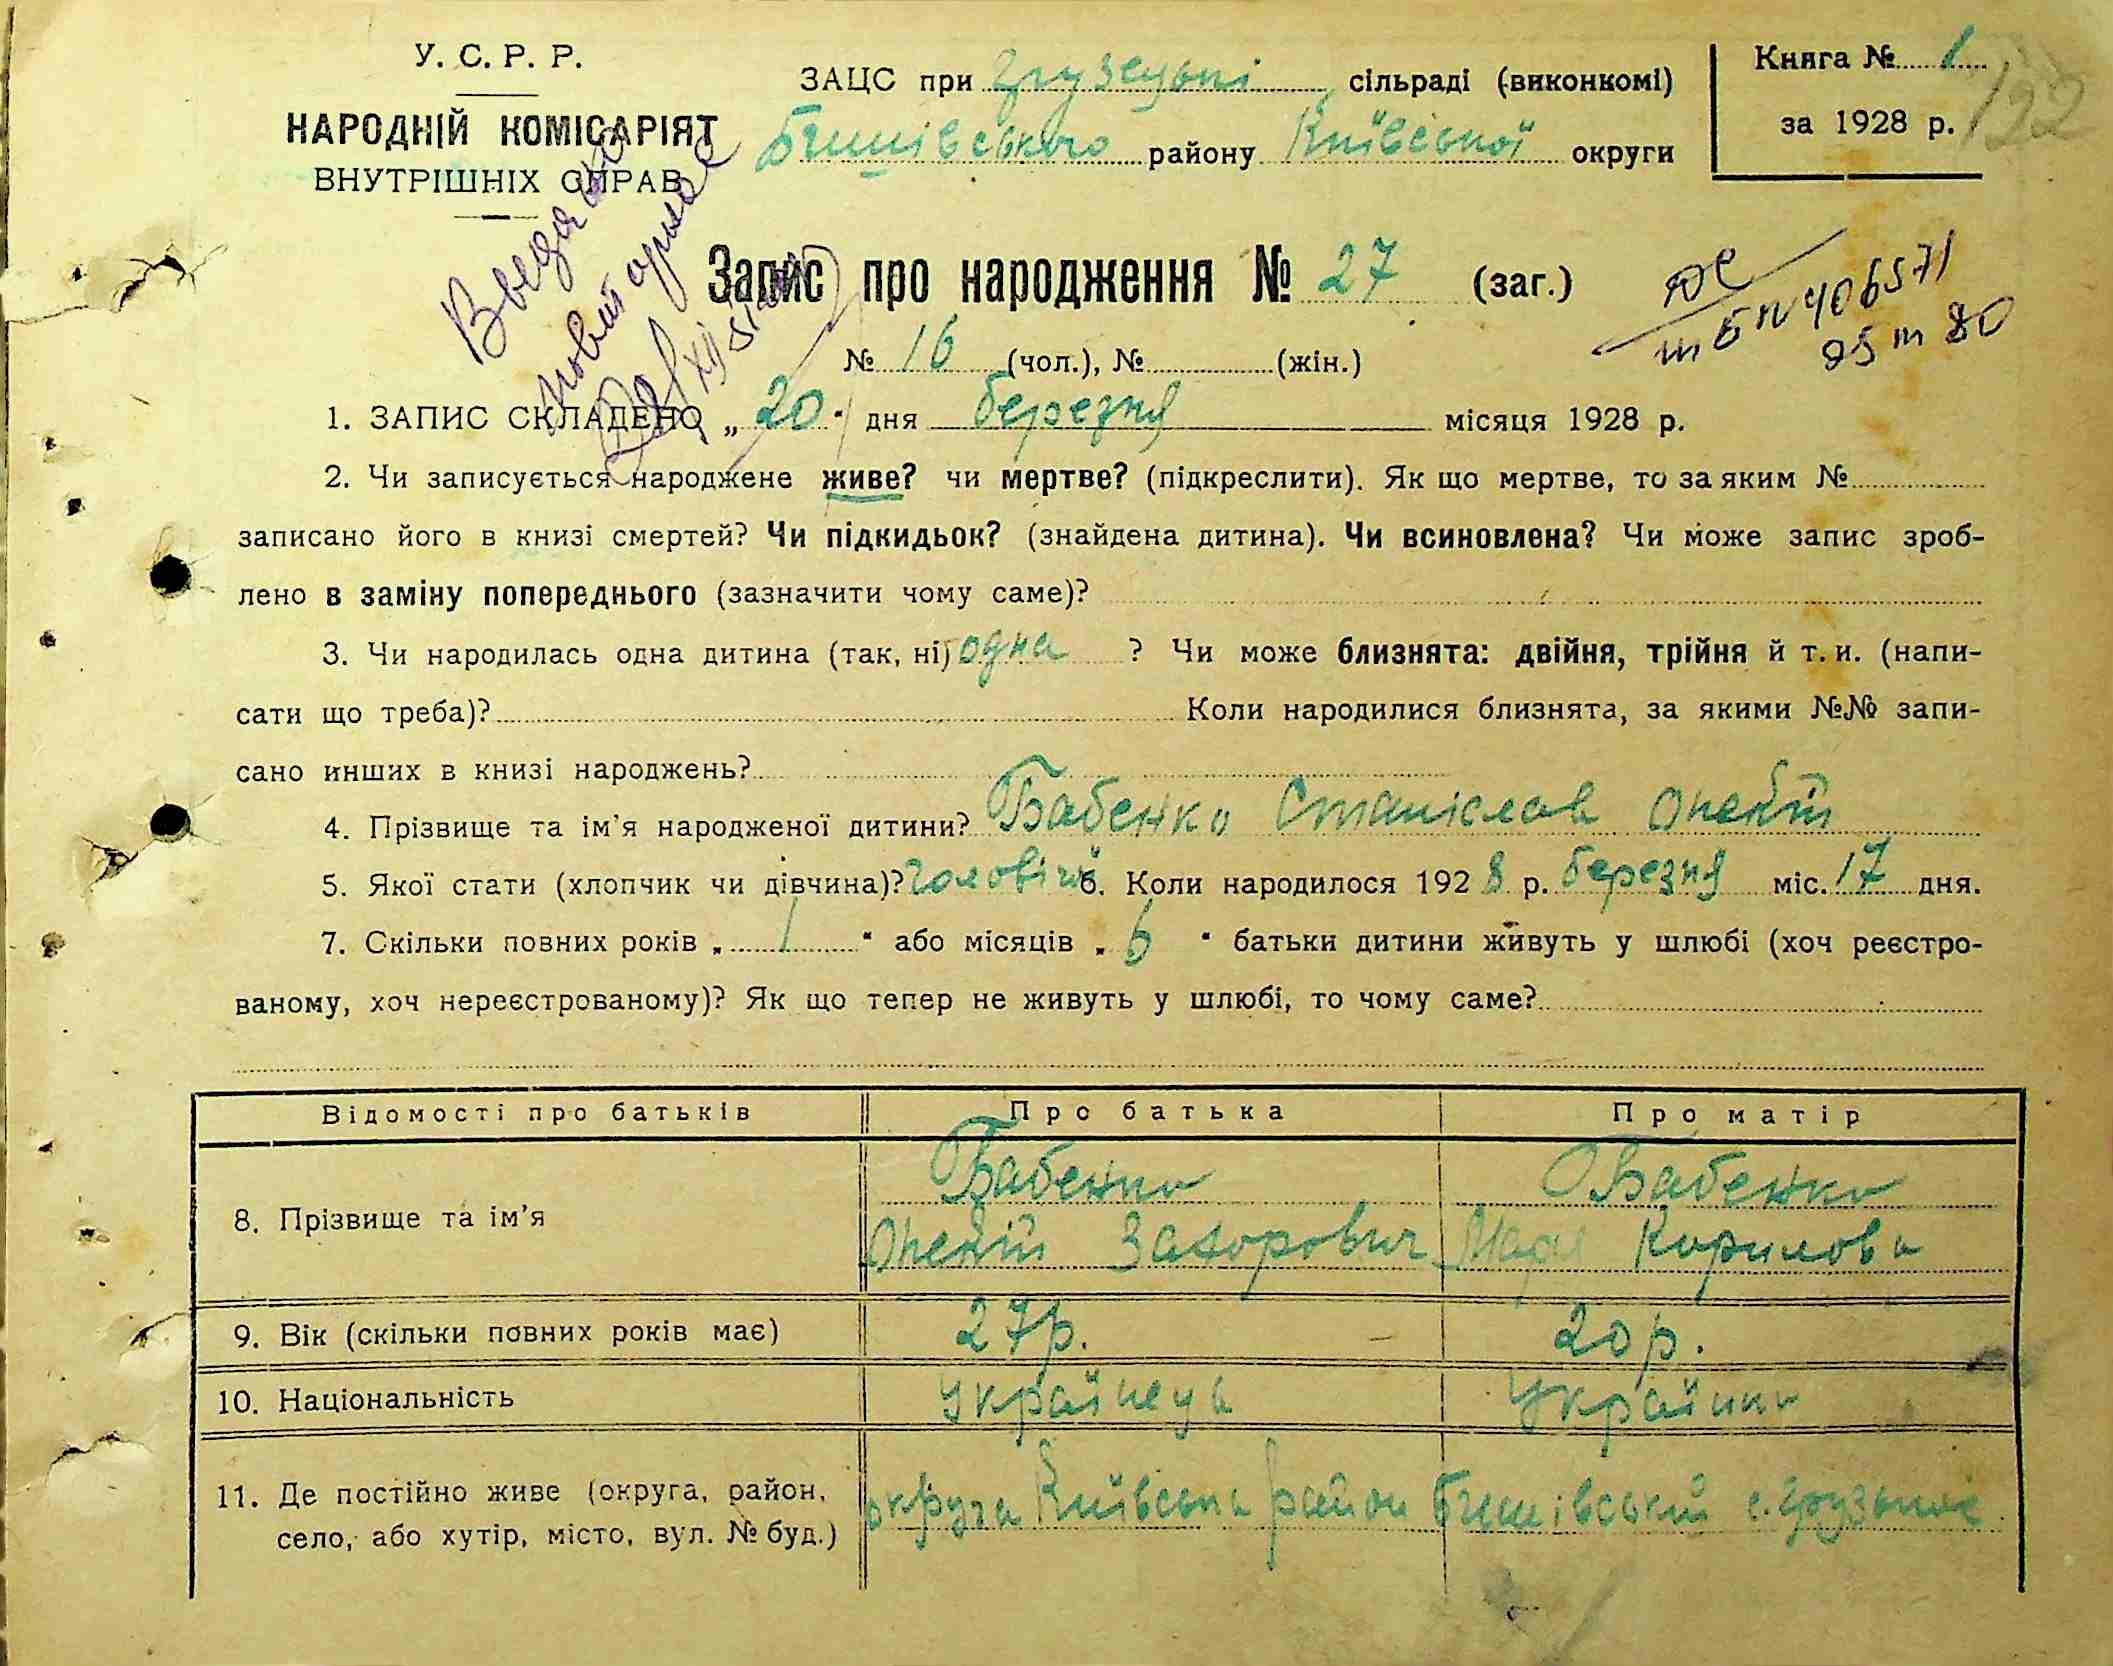 У. С. Р. Р.
НАРОДНІЙ КОМІСАРІЯТ
ВНУТРІШНІХ СПРАВ
ЗАЦС при Грузській сільраді (виконкомі)
Бишівського району Київської округи
Книга № 1
за 1928 р.
122
Запис про народження № 27 (заг.)
№ 16 (чол.), № (жін.)
1. ЗАПИС СКЛАДЕНО „ 20 “ дня березня місяця 1928 р.
2. Чи записується народжене живе? чи мертве? (підкреслити). Як що мертве, то за яким №
записано його в книзі смертей? Чи підкидьок? (знайдена дитина). Чи всиновлена? Чи може запис зроб-
лено в заміну попереднього (зазначити чому саме)?
3. Чи народилась одна дитина (так, ні) одна ? Чи може близнята: двійня, трійня й т. и. (напи-
сати що треба)? Коли народилися близнята, за якими №№ запи-
сано инших в книзі народжень?
4. Прізвище та ім'я народженої дитини? Бабенко Станіслав
5. Якої стати (хлопчик чи дівчина)? 6. Коли народилося 1928 р. березня міс. 17 дня.
7. Скільки повних років „ 1 “ або місяців „ 6 “ батьки дитини живуть у шлюбі (хоч реєстро-
ваному, хоч нереєстрованому)? Як що тепер не живуть у шлюбі, то чому саме?
Відомості про батьків Про батька Про матір
8. Прізвище та ім'я Бабенко Бабенко
Захорович Кирилова
9. Вік (скільки повних років має) 27р. 20 р.
10. Національність Українець Українка
11. Де постійно живе (округа, район,
село, або хутір, місто, вул. № буд.) округа Київська район Бишівський с. Грузьке